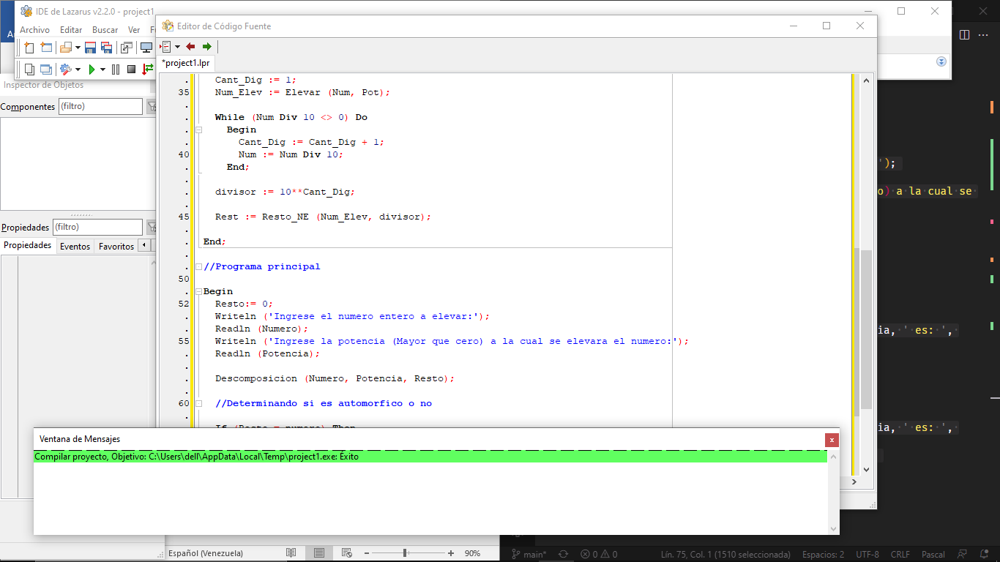 IDE de Lazarus v2.2.0 - project1
Archivo Editar Buscar Ver
Editor de Código Fuente
*project1.lpr
Inspector de Objetos
Componentes (filtro)
Propiedades (filtro)
Propiedades Eventos Favoritos
Cant_Dig := 1;
35 Num_Elev := Elevar (Num, Pot);
While (Num Div 10 <> 0) Do
Begin
Cant_Dig := Cant_Dig + 1;
40 Num := Num Div 10;
End;
divisor := 10**Cant_Dig;
45 Rest := Resto_NE (Num_Elev, divisor);
End;
//Programa principal
50
Begin
52 Resto:= 0;
Writeln ('Ingrese el numero entero a elevar:');
Readln (Numero);
55 Writeln ('Ingrese la potencia (Mayor que cero) a la cual se elevara el numero:');
Readln (Potencia);
Descomposicion (Numero, Potencia, Resto);
60 //Determinando si es automorfico o no
If (Resto = numero) Then
');
o) a la cual se
ia, ' es: ',
ia, ' es: ',
Ventana de Mensajes
Compilar proyecto, Objetivo: C:\Users\dell\AppData\Local\Temp\project1.exe: Éxito
Español (Venezuela) 90%
main* 0 0 Lín. 75, Col. 1 (1510 seleccionada) Espacios: 2 UTF-8 CRLF Pascal